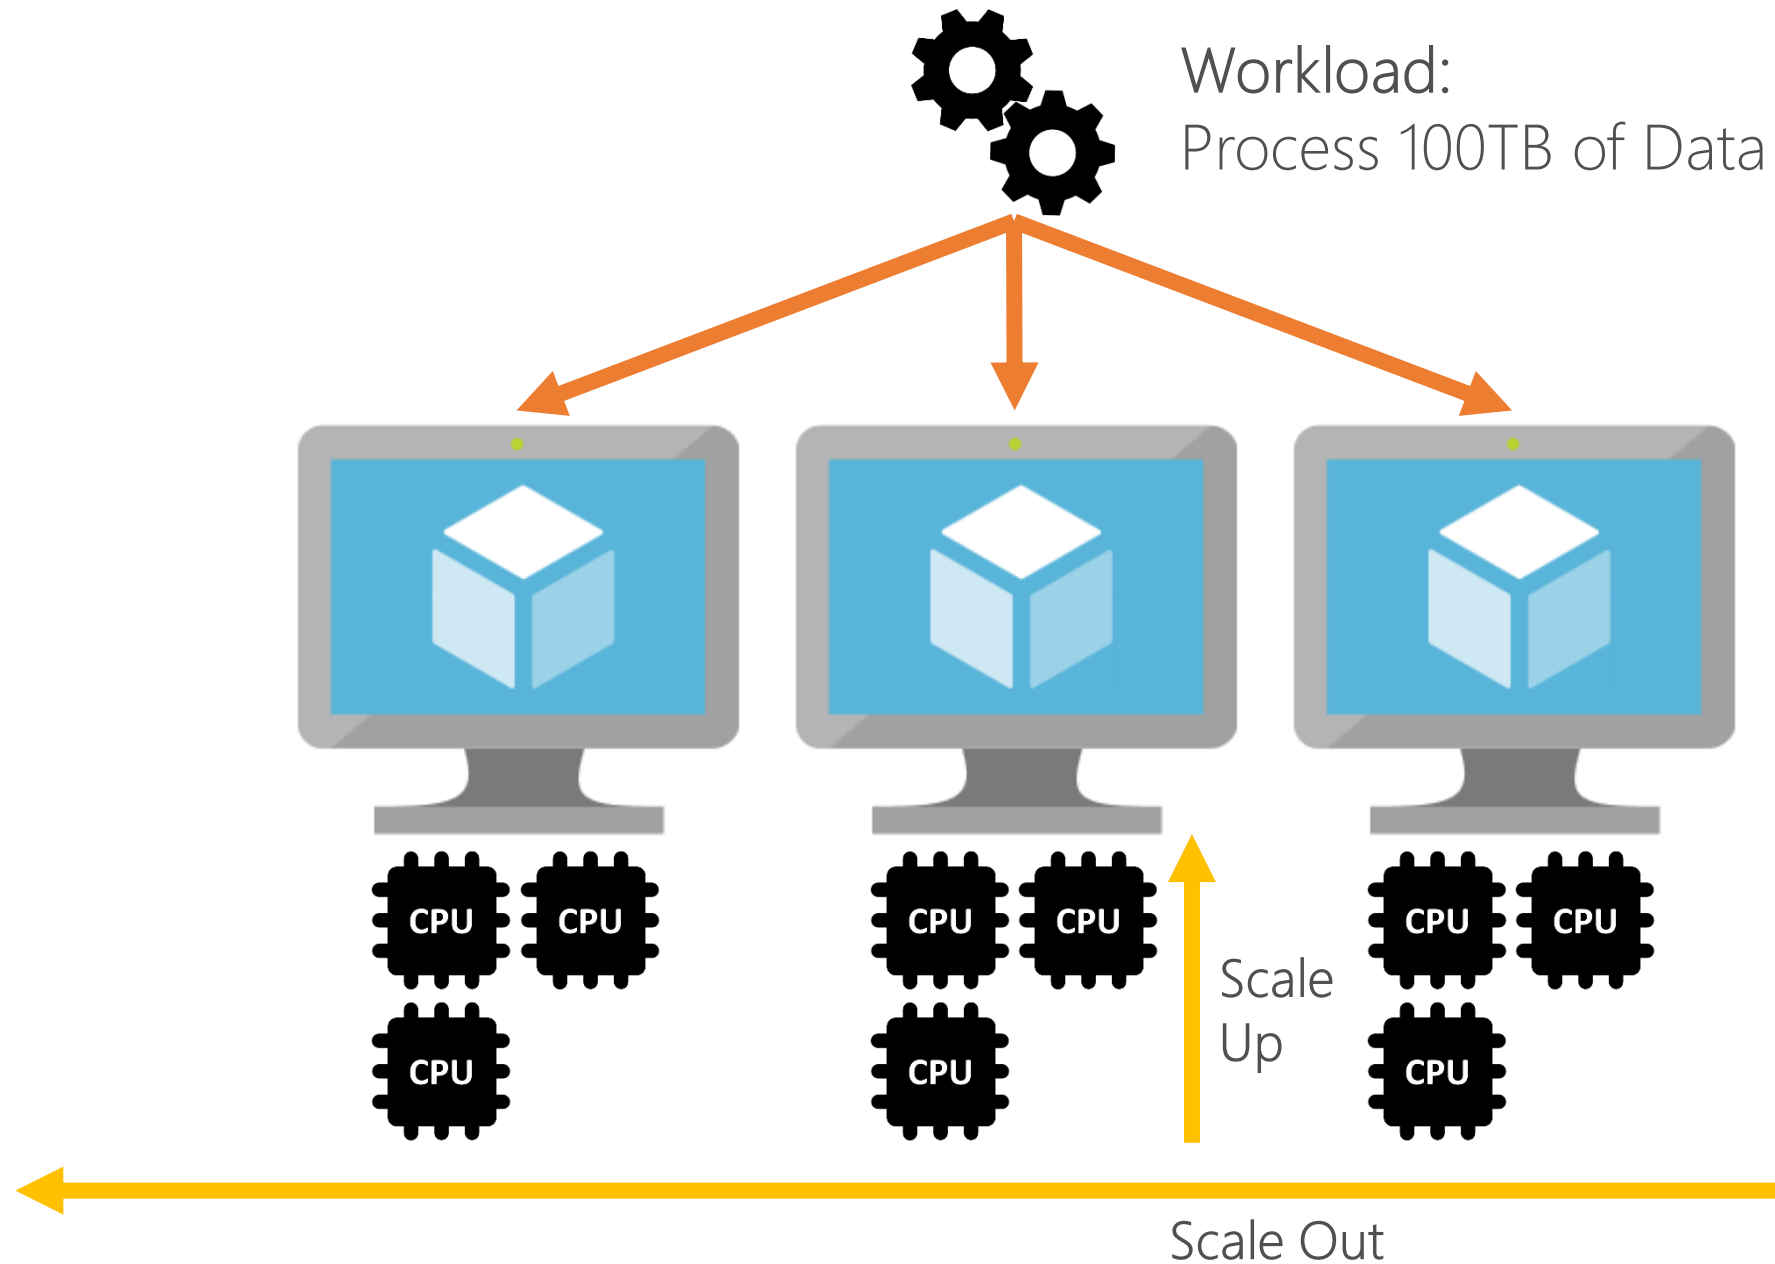 Workload:
Process 100TB of Data
CPU CPU CPU CPU CPU CPU
CPU CPU CPU
Scale
Up
Scale Out